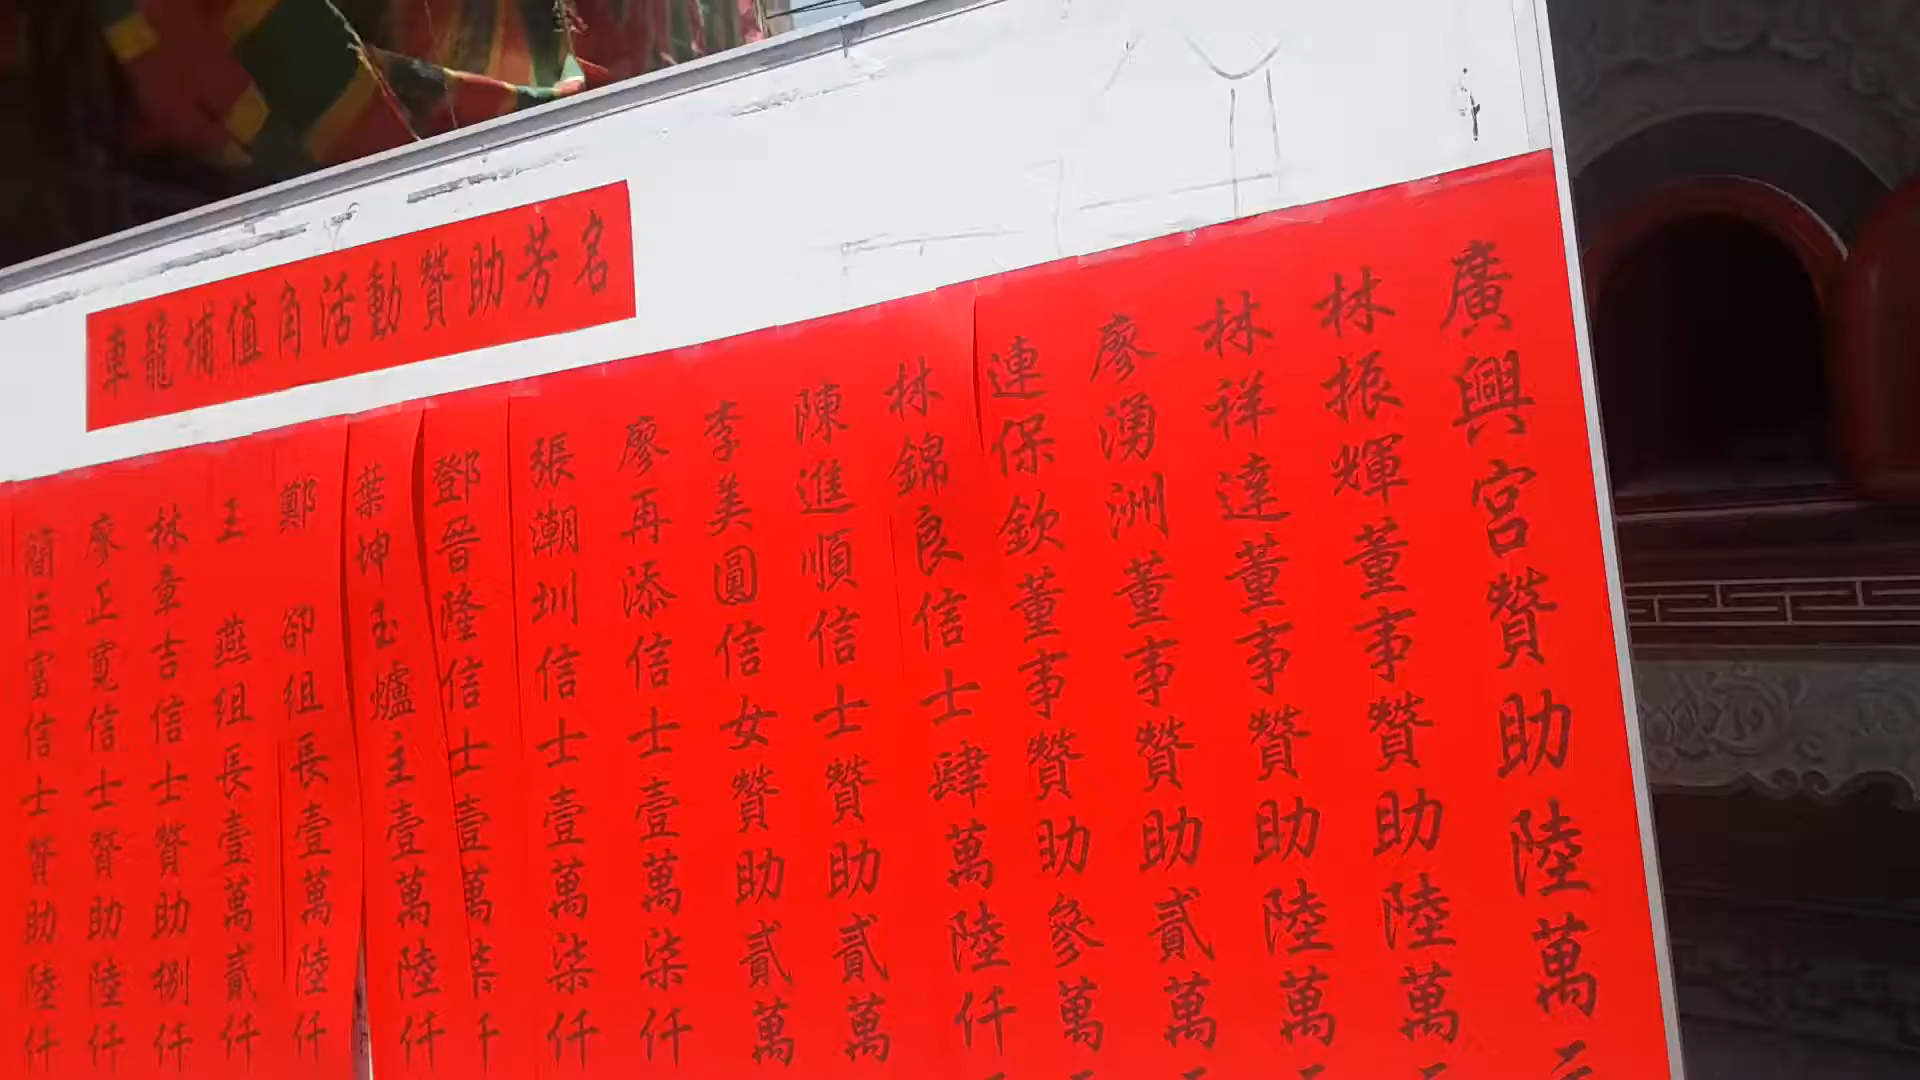 車籠埔值角活動贊助芳名
廣興宮贊助陸萬元
林振輝董事贊助陸萬
林祥達董事贊助陸萬
廖湧洲董事贊助貳萬
連保欽董事贊助參萬
林錦良信士肆萬陸仟
陳進順信士贊助貳萬
李美圓信女贊助貳萬
廖再添信士壹萬柒仟
張潮圳信士壹萬柒仟
鄧晉隆信士壹萬柒仟
葉坤玉爐主壹萬陸仟
鄭卻組長壹萬陸仟
王燕組長壹萬貳仟
林章吉信士贊助捌仟
廖正寬信士贊助陸仟
簡巨富信士贊助陸仟